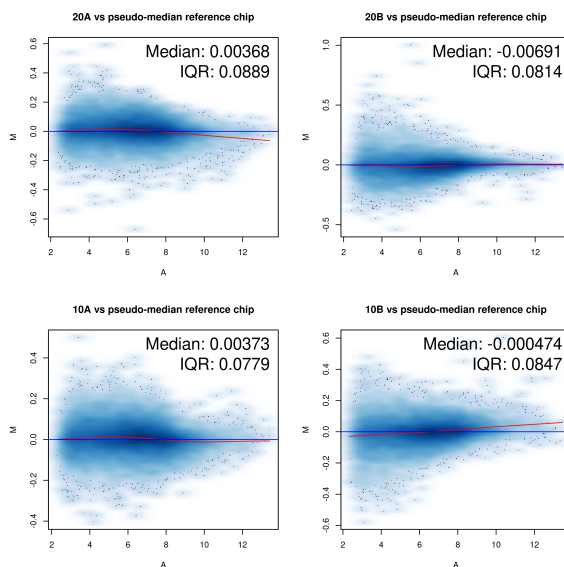 20A vs pseudo-median reference chip
Median: 0.00368
IQR: 0.0889
0.6
0.4
0.2
0.0
-0.2
-0.4
-0.6
M
2 4 6 8 10 12
A
20B vs pseudo-median reference chip
Median: -0.00691
IQR: 0.0814
1.0
0.5
0.0
-0.5
M
2 4 6 8 10 12
A
10A vs pseudo-median reference chip
Median: 0.00373
IQR: 0.0779
0.4
0.2
0.0
-0.2
-0.4
M
2 4 6 8 10 12
A
10B vs pseudo-median reference chip
Median: -0.000474
IQR: 0.0847
0.6
0.4
0.2
0.0
-0.2
-0.4
-0.6
M
2 4 6 8 10 12
A